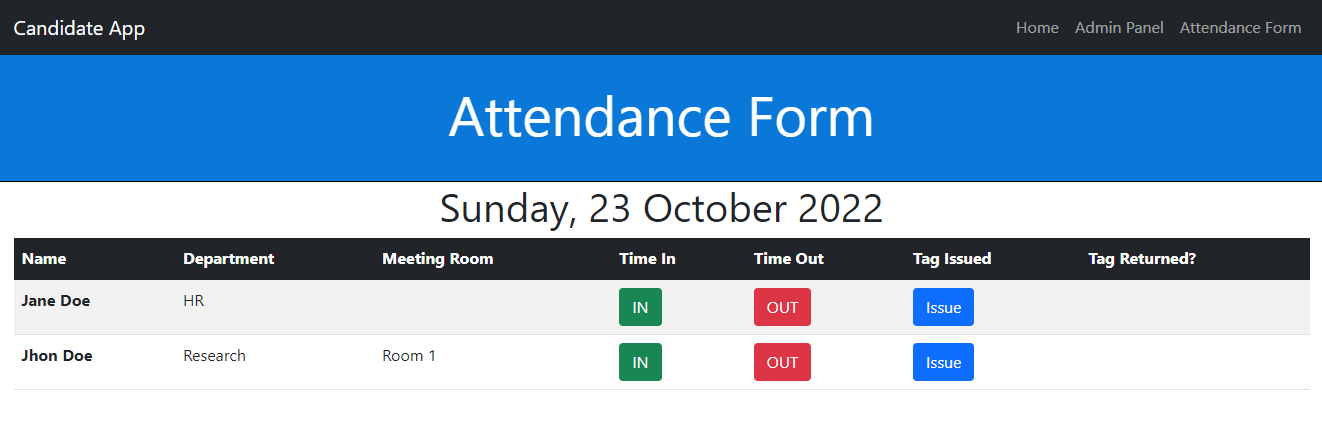 Candidate App Home Admin Panel Attendance Form
Attendance Form
Sunday, 23 October 2022
Name Department Meeting Room Time In Time Out Tag Issued Tag Returned?
Jane Doe HR IN OUT Issue
Jhon Doe Research Room 1 IN OUT Issue